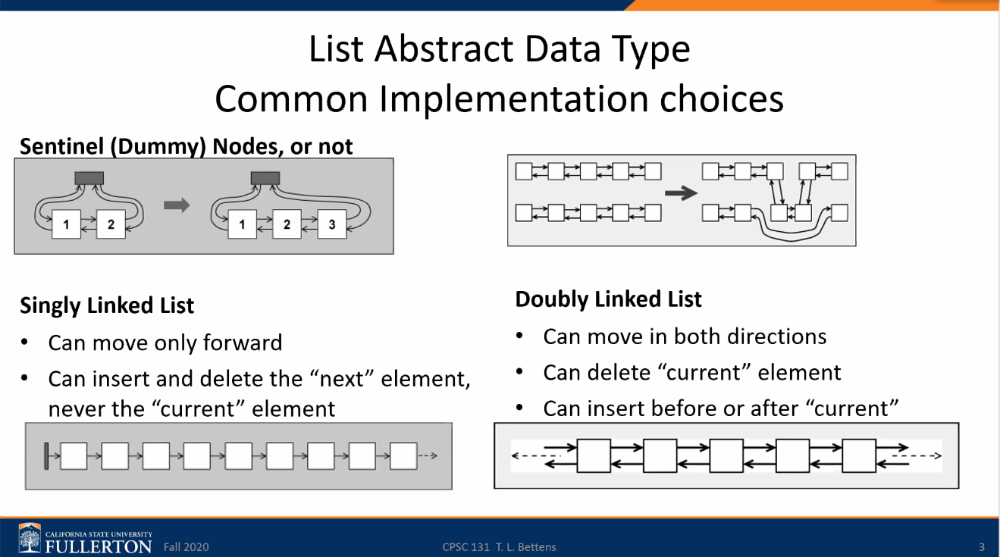 List Abstract Data Type
Common Implementation choices
Sentinel (Dummy) Nodes, or not
1 2
1 2 3
Singly Linked List
• Can move only forward
• Can insert and delete the “next” element,
never the “current” element
Doubly Linked List
• Can move in both directions
• Can delete “current” element
• Can insert before or after “current”
CALIFORNIA STATE UNIVERSITY
FULLERTON
Fall 2020
CPSC 131 T. L. Bettens
3